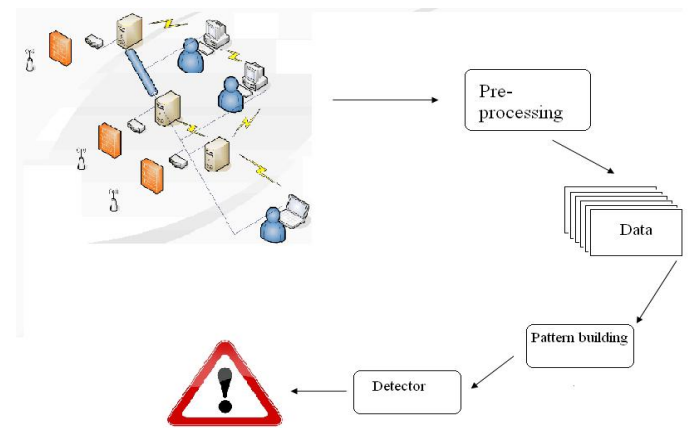 Pre-
processing
Data
Pattern building
Detector